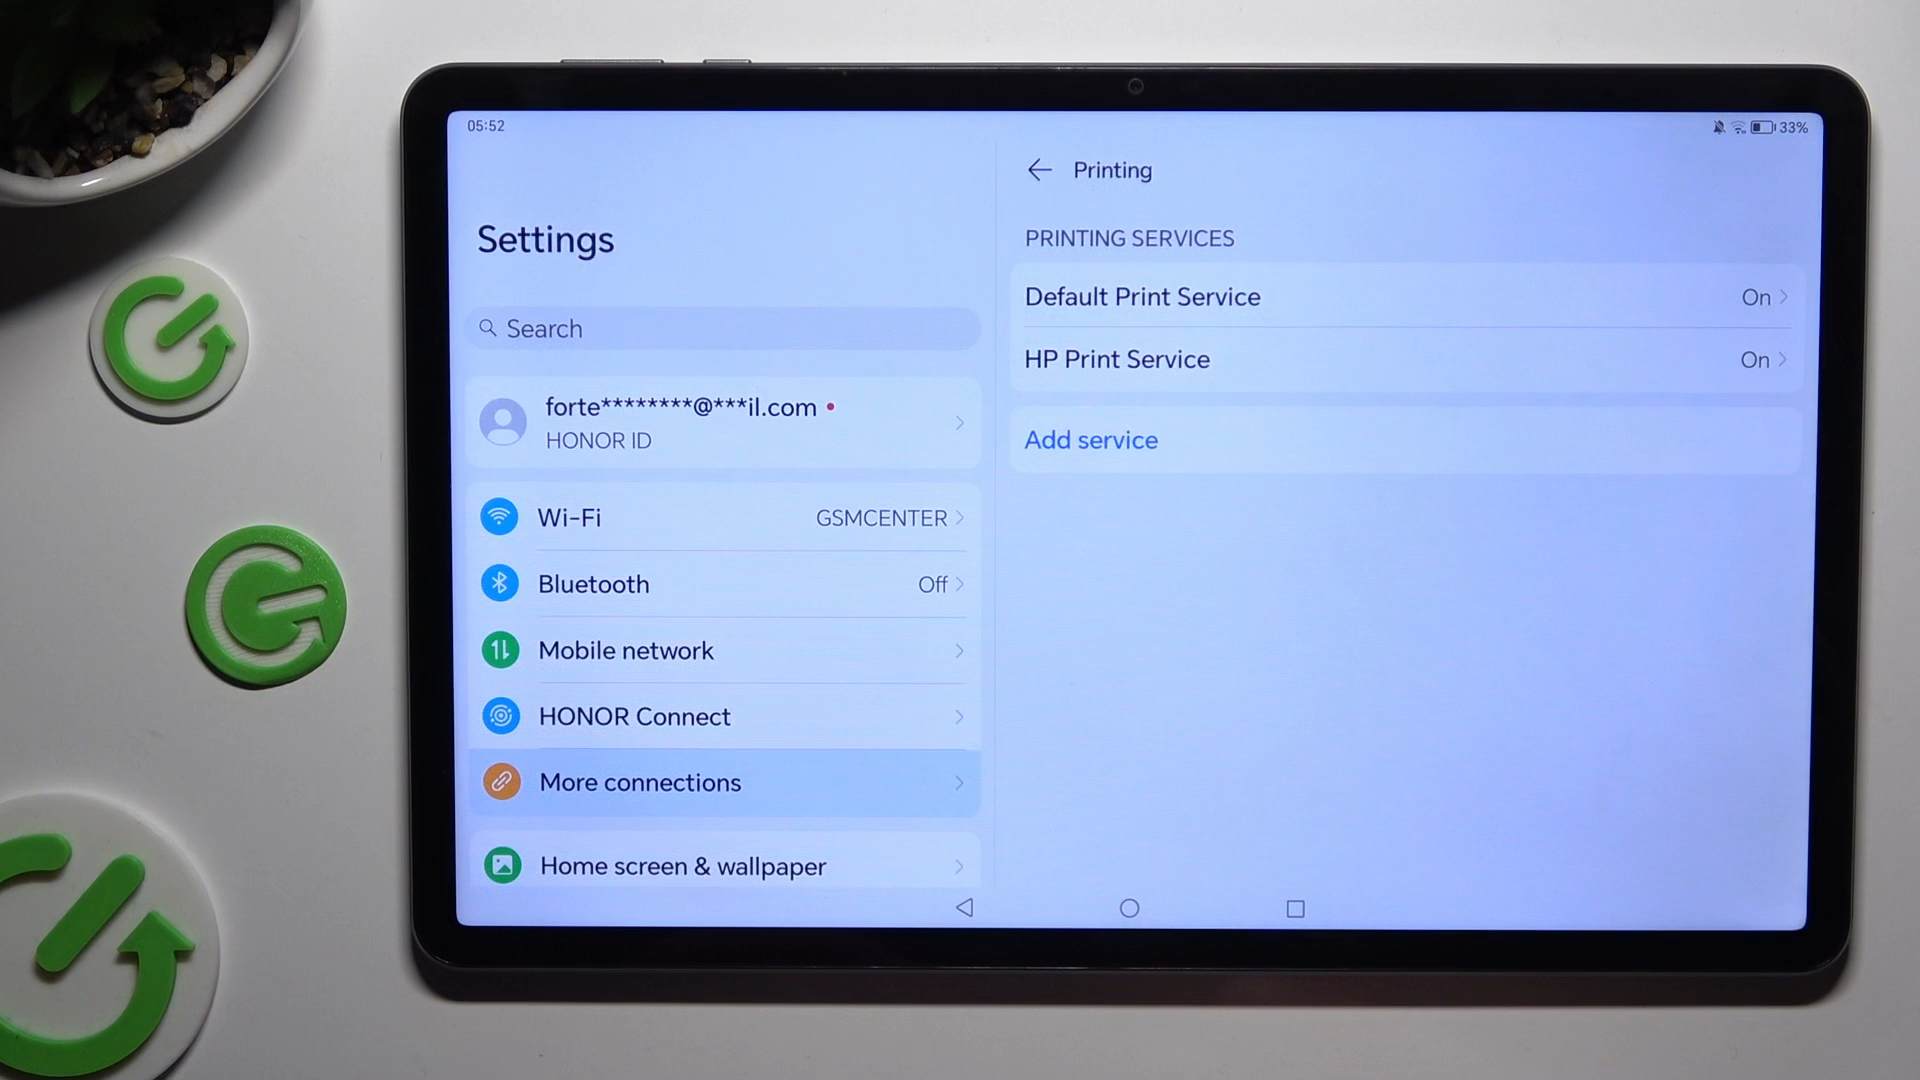 05:52
33%
Settings
Search
forte********@***il.com
HONOR ID
Wi-Fi
GSMCENTER
Bluetooth
Off
Mobile network
HONOR Connect
More connections
Home screen & wallpaper
Printing
PRINTING SERVICES
Default Print Service
On
HP Print Service
On
Add service